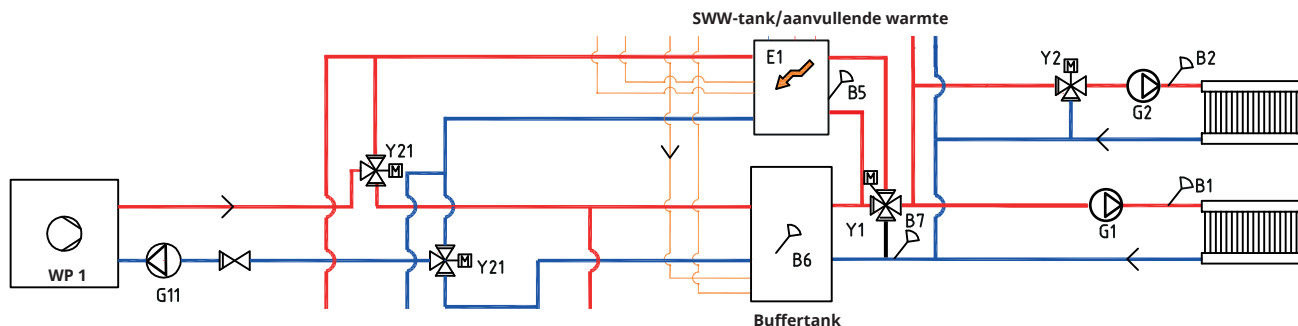 SWW-tank/aanvullende warmte
E1
B5
Y2
M
G2
B2
Y21
M
WP 1
G11
M
Y21
B6
Buffertank
M
Y1
B7
G1
B1